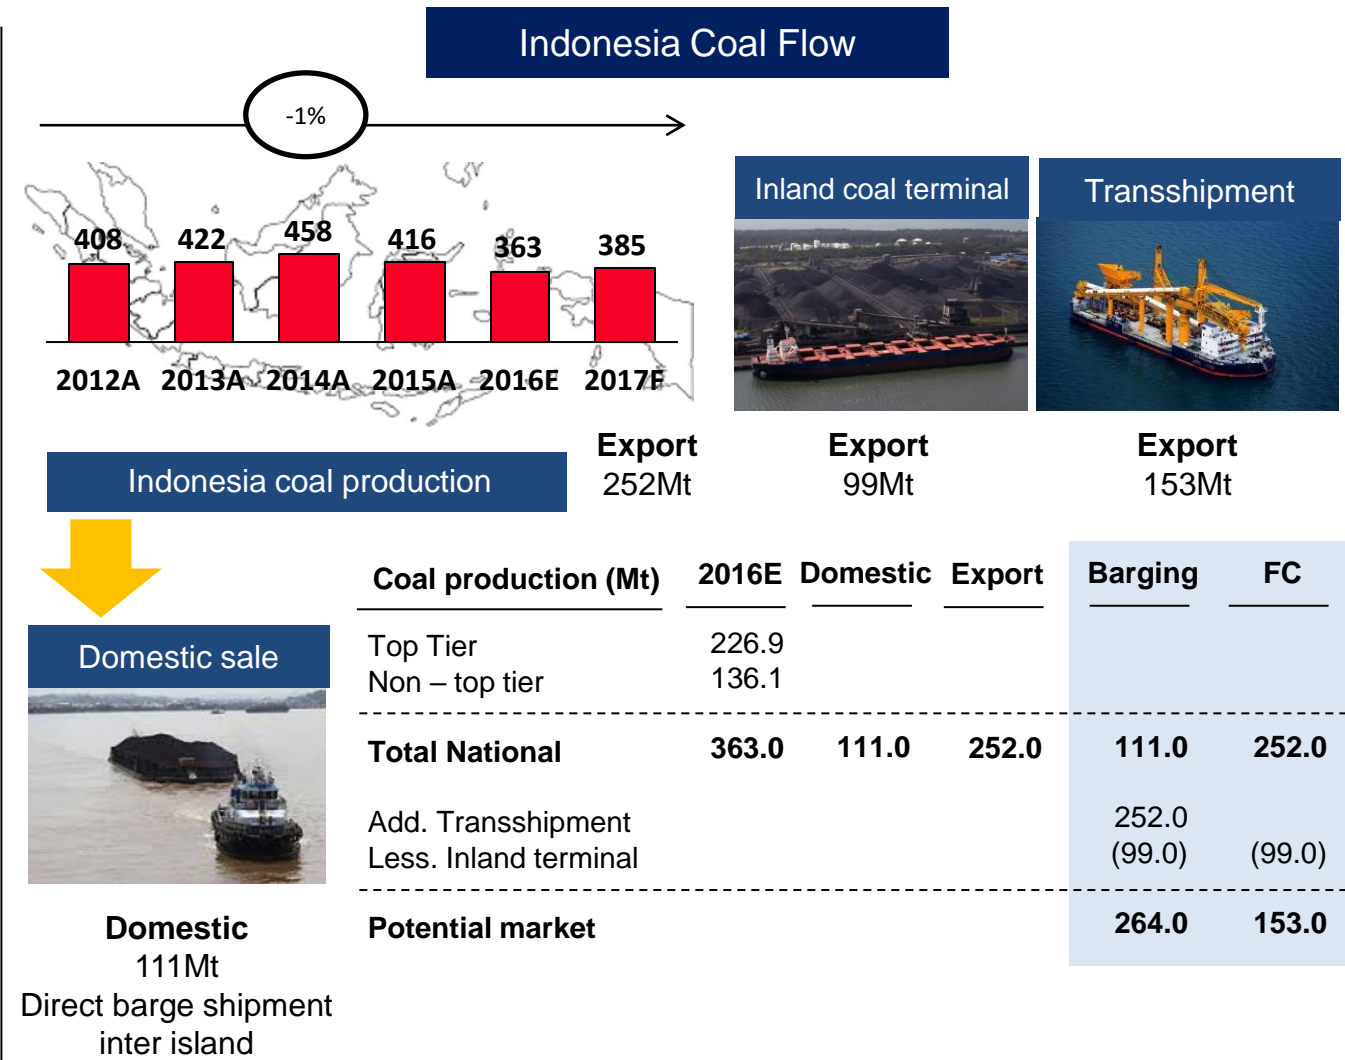 Indonesia Coal Flow
-1%
408 422 458 416 363 385
2012A 2013A 2014A 2015A 2016E 2017F
Inland coal terminal
Transshipment
Export
252Mt
Export
99Mt
Export
153Mt
Indonesia coal production
Domestic sale
Domestic
111Mt
Direct barge shipment
inter island
Coal production (Mt) 2016E Domestic Export Barging FC
Top Tier 226.9
Non – top tier 136.1
Total National 363.0 111.0 252.0 111.0 252.0
Add. Transshipment 252.0
Less. Inland terminal (99.0) (99.0)
Potential market 264.0 153.0